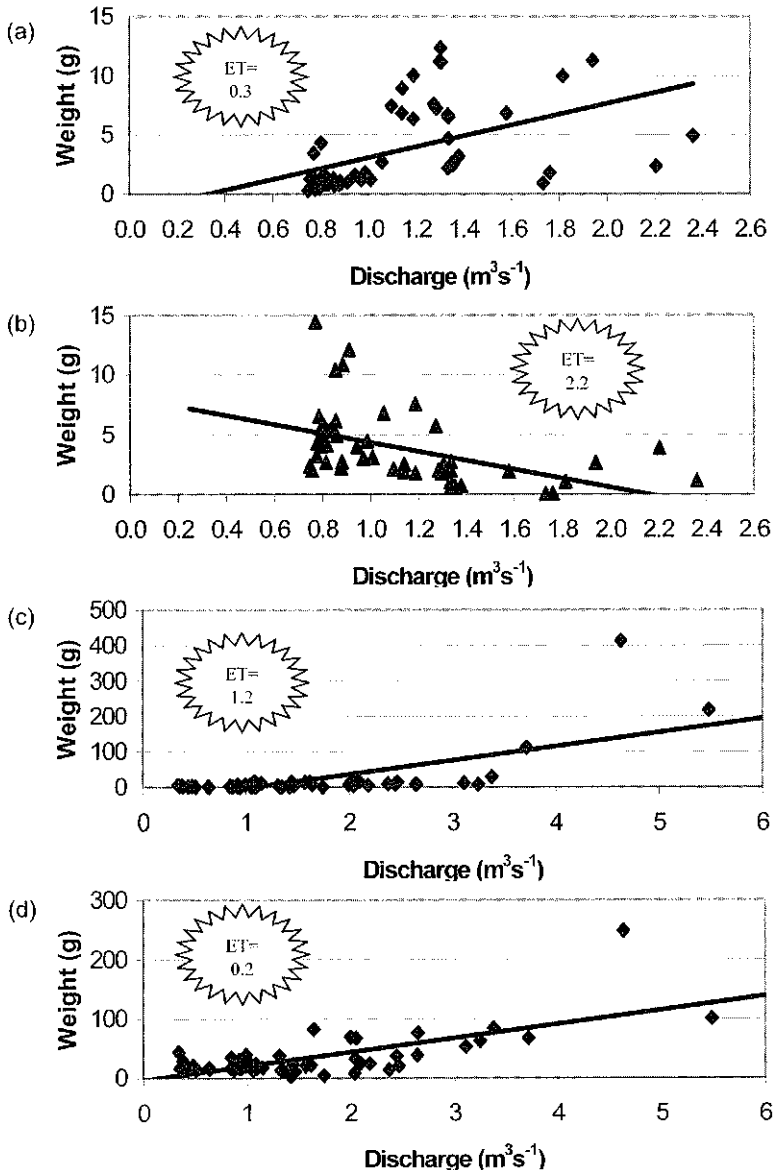 (a)
Weight (g)
15
10
5
0
ET=
0.3
0.0 0.2 0.4 0.6 0.8 1.0 1.2 1.4 1.6 1.8 2.0 2.2 2.4 2.6
Discharge (m³s⁻¹)
(b)
Weight (g)
15
10
5
0
ET=
2.2
0.0 0.2 0.4 0.6 0.8 1.0 1.2 1.4 1.6 1.8 2.0 2.2 2.4 2.6
Discharge (m³s⁻¹)
(c)
Weight (g)
500
400
300
200
100
0
ET=
1.2
0 1 2 3 4 5 6
Discharge (m³s⁻¹)
(d)
Weight (g)
300
200
100
0
ET=
0.2
0 1 2 3 4 5 6
Discharge (m³s⁻¹)